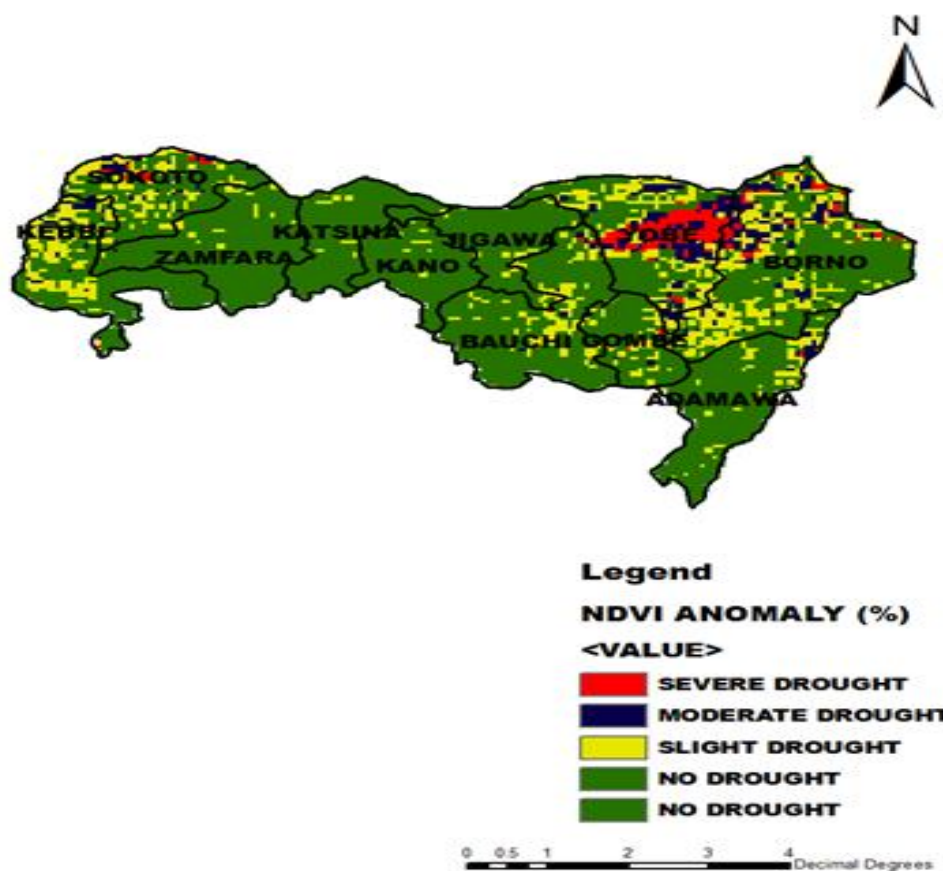 N
SOKOTO
KEBBI
KATSINA
JIGAWA
YOBE
ZAMFARA
KANO
BORNO
BAUCHI
GOMBE
ADAMAWA
Legend
NDVI ANOMALY (%)
<VALUE>
SEVERE DROUGHT
MODERATE DROUGHT
SLIGHT DROUGHT
NO DROUGHT
NO DROUGHT
0 0.5 1 2 3 4
Decimal Degrees